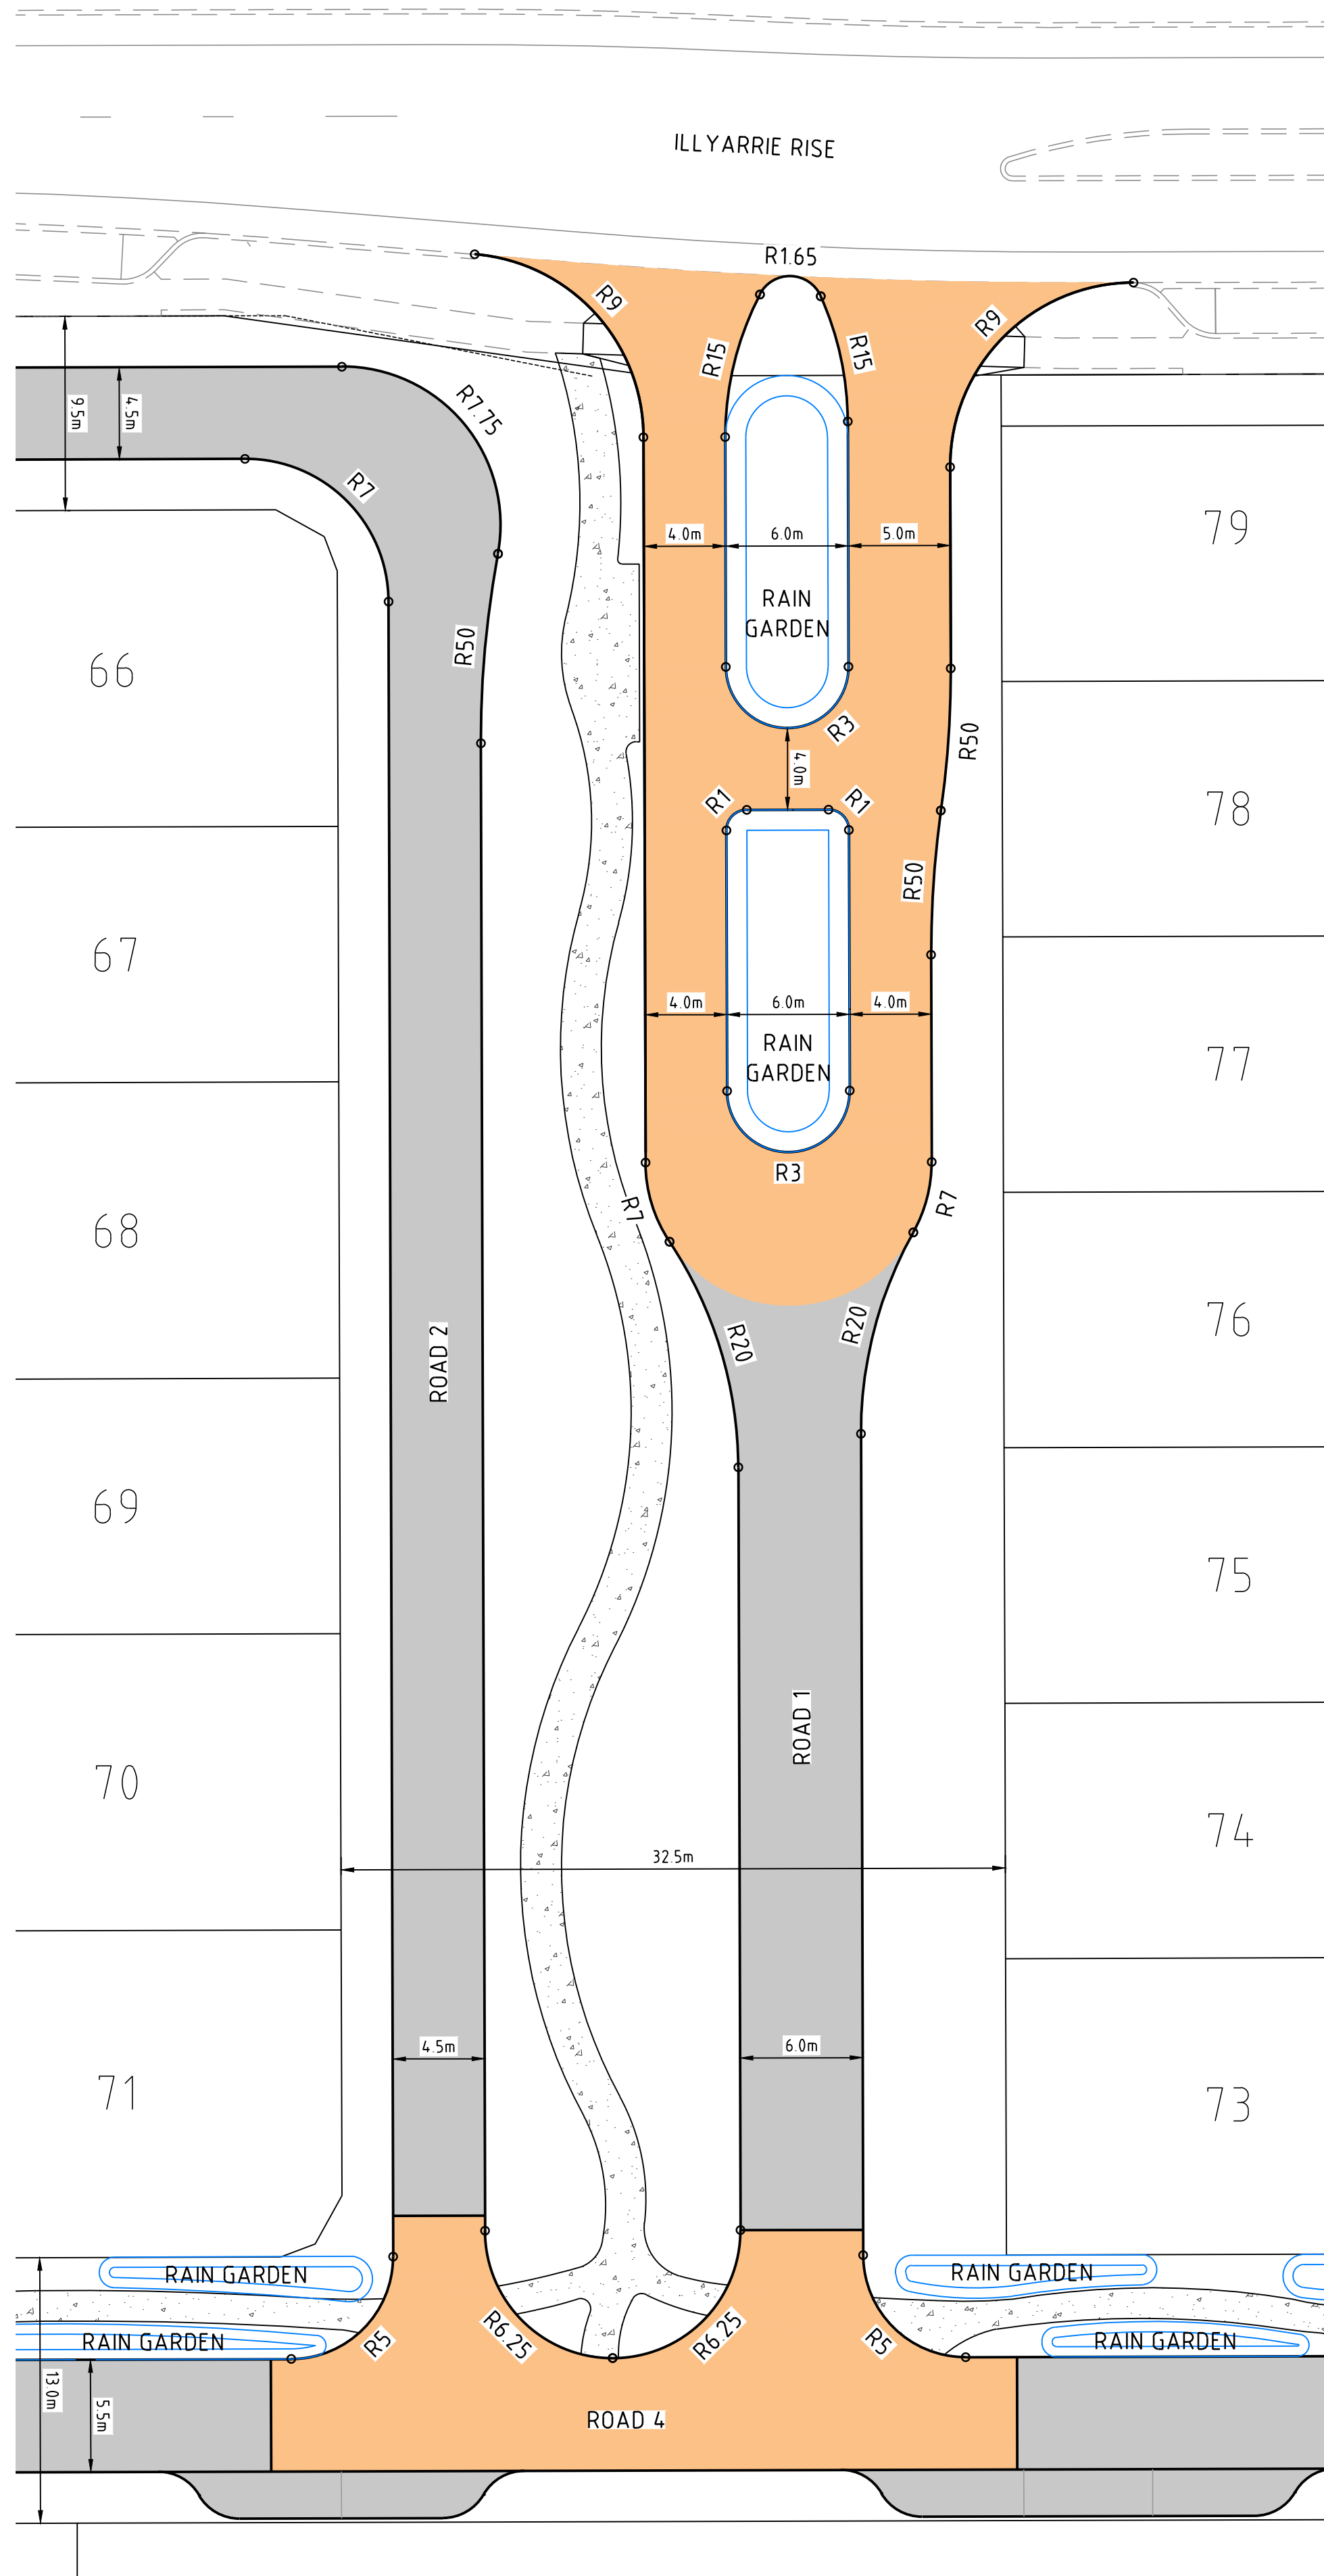 ILLYARRIE RISE
R1.65
R9
R9
R15
R15
9.5m
4.5m
R7.75
R7
79
4.0m
6.0m
5.0m
RAIN
GARDEN
66
R50
R3
R50
4.0m
R1
R1
78
R50
67
4.0m
6.0m
4.0m
RAIN
GARDEN
77
R3
R7
R7
68
76
R20
R20
ROAD 2
69
75
ROAD 1
70
74
32.5m
4.5m
6.0m
71
73
RAIN GARDEN
RAIN GARDEN
RAIN GARDEN
RAIN GARDEN
R5
R6.25
R6.25
R5
13.0m
5.5m
ROAD 4